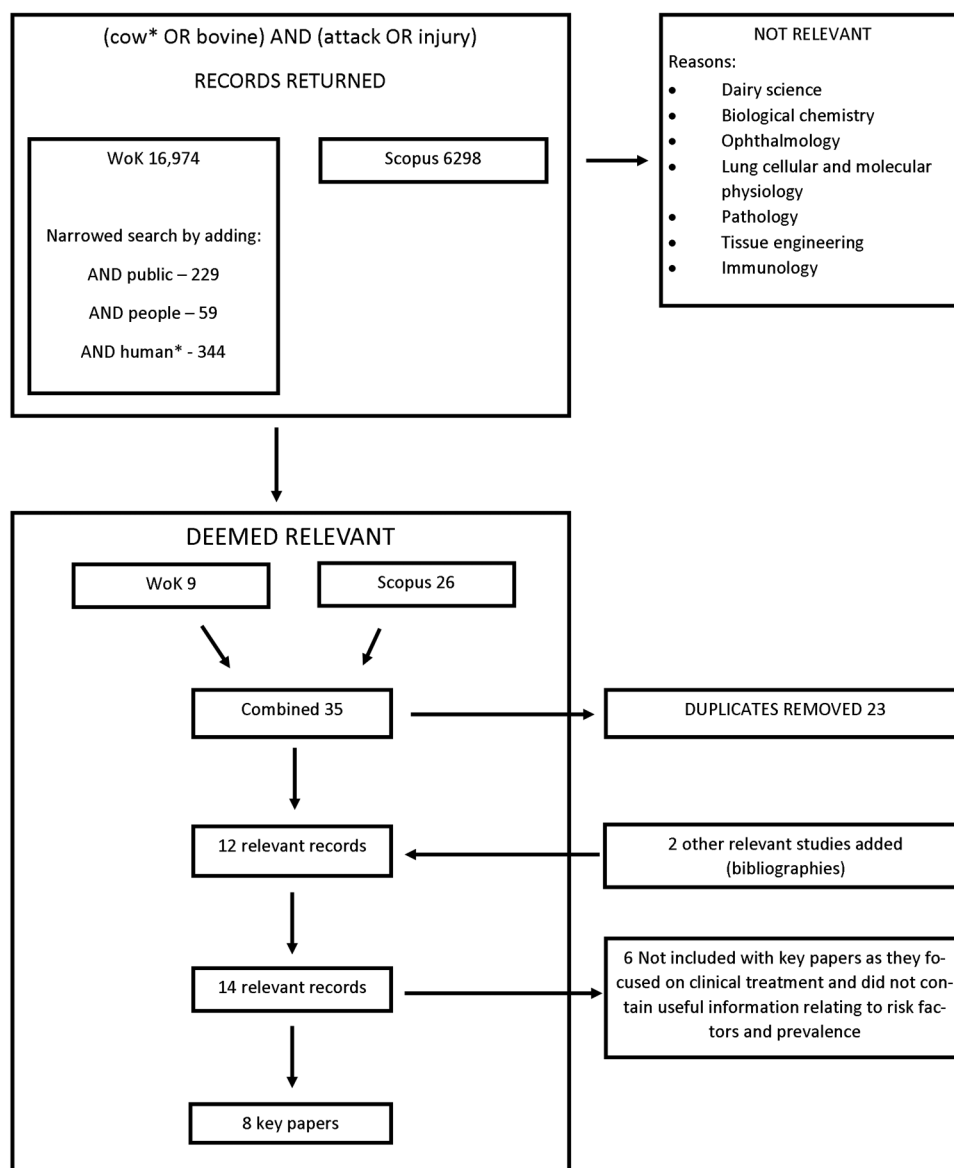 (cow* OR bovine) AND (attack OR injury)
RECORDS RETURNED
WoK 16,974
Narrowed search by adding:
AND public – 229
AND people – 59
AND human* - 344
Scopus 6298
NOT RELEVANT
Reasons:
• Dairy science
• Biological chemistry
• Ophthalmology
• Lung cellular and molecular
physiology
• Pathology
• Tissue engineering
• Immunology
DEEMED RELEVANT
WoK 9
Scopus 26
Combined 35
DUPLICATES REMOVED 23
12 relevant records
2 other relevant studies added
(bibliographies)
14 relevant records
6 Not included with key papers as they fo-
cused on clinical treatment and did not con-
tain useful information relating to risk fac-
tors and prevalence
8 key papers